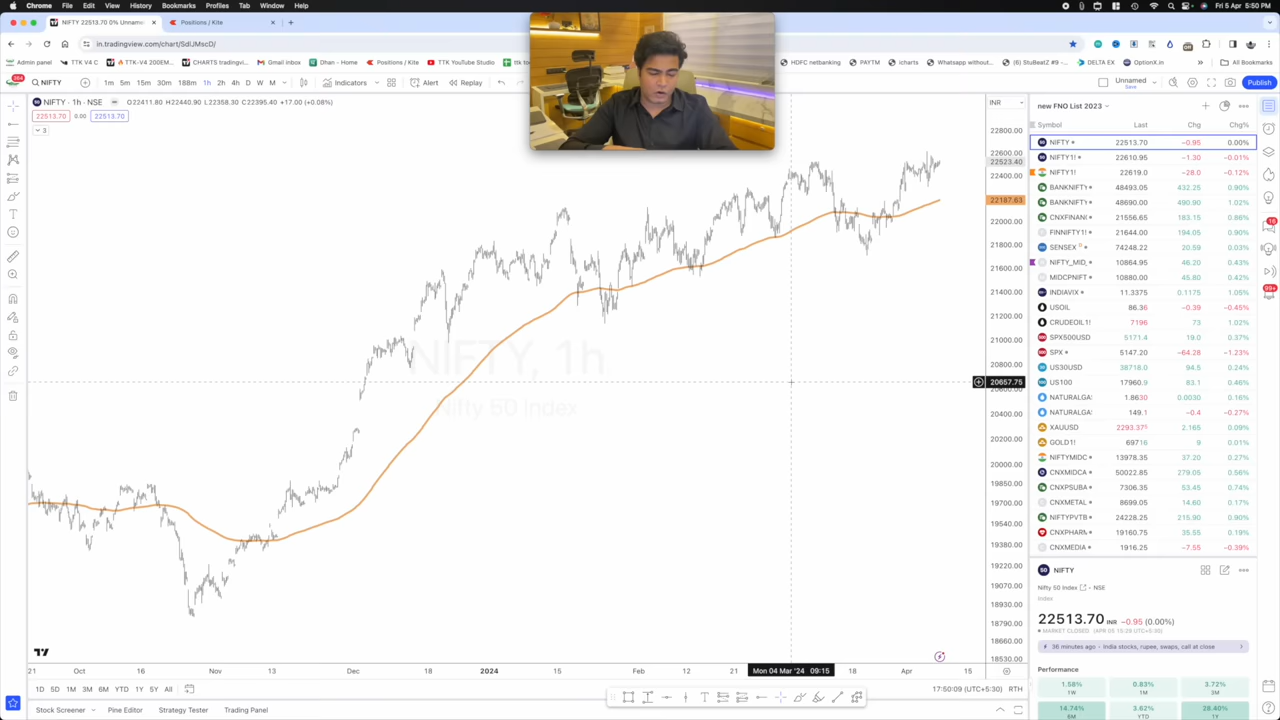 Chrome File Edit View History Bookmarks Profiles Tab Window Help
Fri 5 Apr 5:50 PM
NIFTY 22513.70 0% Unname
Positions / Kite
in.tradingview.com/chart/SdIJMscD/
Admin panel TTK V4 C TTK-V4 200EM... CHARTS tradingvi... Gmail inbox Dhan - Home Positions / Kite TTK YouTube Studio ttk too
HDFC netbanking PAYTM icharts Whatsapp without... (6) #StuBeatZ #9 -... DELTA EX OptionX.in
All Bookmarks
NIFTY
1m 5m 15m 30m 188m 1h 2h 4h D W M
Indicators
Alert
Replay
Unnamed
Save
Publish
NIFTY · 1h · NSE
O22411.80 H22440.90 L22358.30 C22395.40 +17.00 (+0.08%)
22513.70 0.00 22513.70
3
INR
22800.00
22600.00
22523.40
22400.00
22187.63
22000.00
21800.00
21600.00
21400.00
21200.00
21000.00
20800.00
20657.75
20400.00
20200.00
20000.00
19850.00
19700.00
19540.00
19380.00
19220.00
19070.00
18930.00
18790.00
18660.00
18530.00
NIFTY, 1h
Nifty 50 Index
21 Oct 16 Nov 13 Dec 18 2024 15 Feb 12 21 Mon 04 Mar '24 09:15 18 Apr 15
1D 5D 1M 3M 6M YTD 1Y 5Y All
17:50:09 (UTC+5:30) RTH
Stock Screener Pine Editor Strategy Tester Trading Panel
new FNO List 2023
Symbol Last Chg Chg%
NIFTY 22513.70 −0.95 0.00%
NIFTY1! 22610.95 −1.30 −0.01%
NIFTY1! 22619.0 −28.0 −0.12%
BANKNIFTY 48493.05 432.25 0.90%
BANKNIFTY 48690.00 490.90 1.02%
CNXFINANC 21556.65 183.15 0.86%
FINNIFTY1! 21644.00 194.05 0.90%
SENSEX 74248.22 20.59 0.03%
NIFTY_MID_ 10864.95 46.20 0.43%
MIDCPNIFT 10880.00 45.80 0.42%
INDIAVIX 11.3375 0.1175 1.05%
USOIL 86.36 −0.39 −0.45%
CRUDEOIL1! 7196 73 1.02%
SPX500USD 5171.4 19.0 0.37%
SPX 5147.20 −64.28 −1.23%
US30USD 38718.0 94.5 0.24%
US100 17960.9 83.1 0.46%
NATURALGA 1.8630 0.0030 0.16%
NATURALGA 149.1 −0.4 −0.27%
XAUUSD 2293.375 2.165 0.09%
GOLD1! 69716 9 0.01%
NIFTYMIDC 13978.35 37.20 0.27%
CNXMIDCA 50022.85 279.05 0.56%
CNXPSUBA 7306.35 53.45 0.74%
CNXMETAL 8699.05 14.60 0.17%
NIFTYPVTB 24228.25 215.90 0.90%
CNXPHARM 19160.75 35.55 0.19%
CNXMEDIA 1916.25 −7.55 −0.39%
NIFTY
Nifty 50 Index · NSE
Index
22513.70 INR −0.95 (0.00%)
MARKET CLOSED (APR 05 15:29 UTC+5:30)
36 minutes ago · India stocks, rupee, swaps, call at close
Performance
1.58% 0.83% 3.72%
1W 1M 3M
14.74% 3.62% 28.40%
6M YTD 1Y